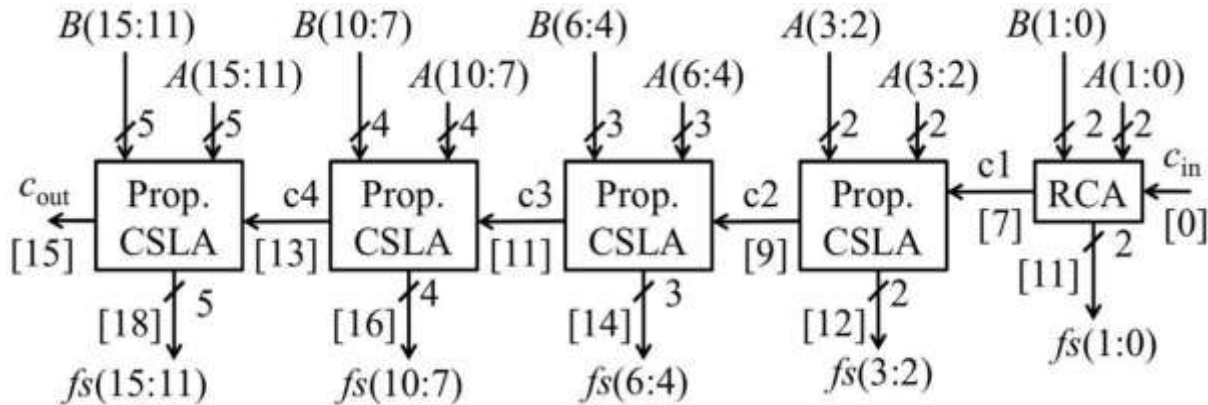 B(15:11) B(10:7) B(6:4) A(3:2) B(1:0)
A(15:11) A(10:7) A(6:4) A(3:2) A(1:0)
5 5 4 4 3 3 2 2 2 2
c_out Prop. c4 Prop. c3 Prop. c2 Prop. c1 RCA c_in
CSLA CSLA CSLA CSLA
[15] [13] [11] [9] [7] [0]
5 4 3 2 2
[18] [16] [14] [12] [11]
fs(15:11) fs(10:7) fs(6:4) fs(3:2) fs(1:0)